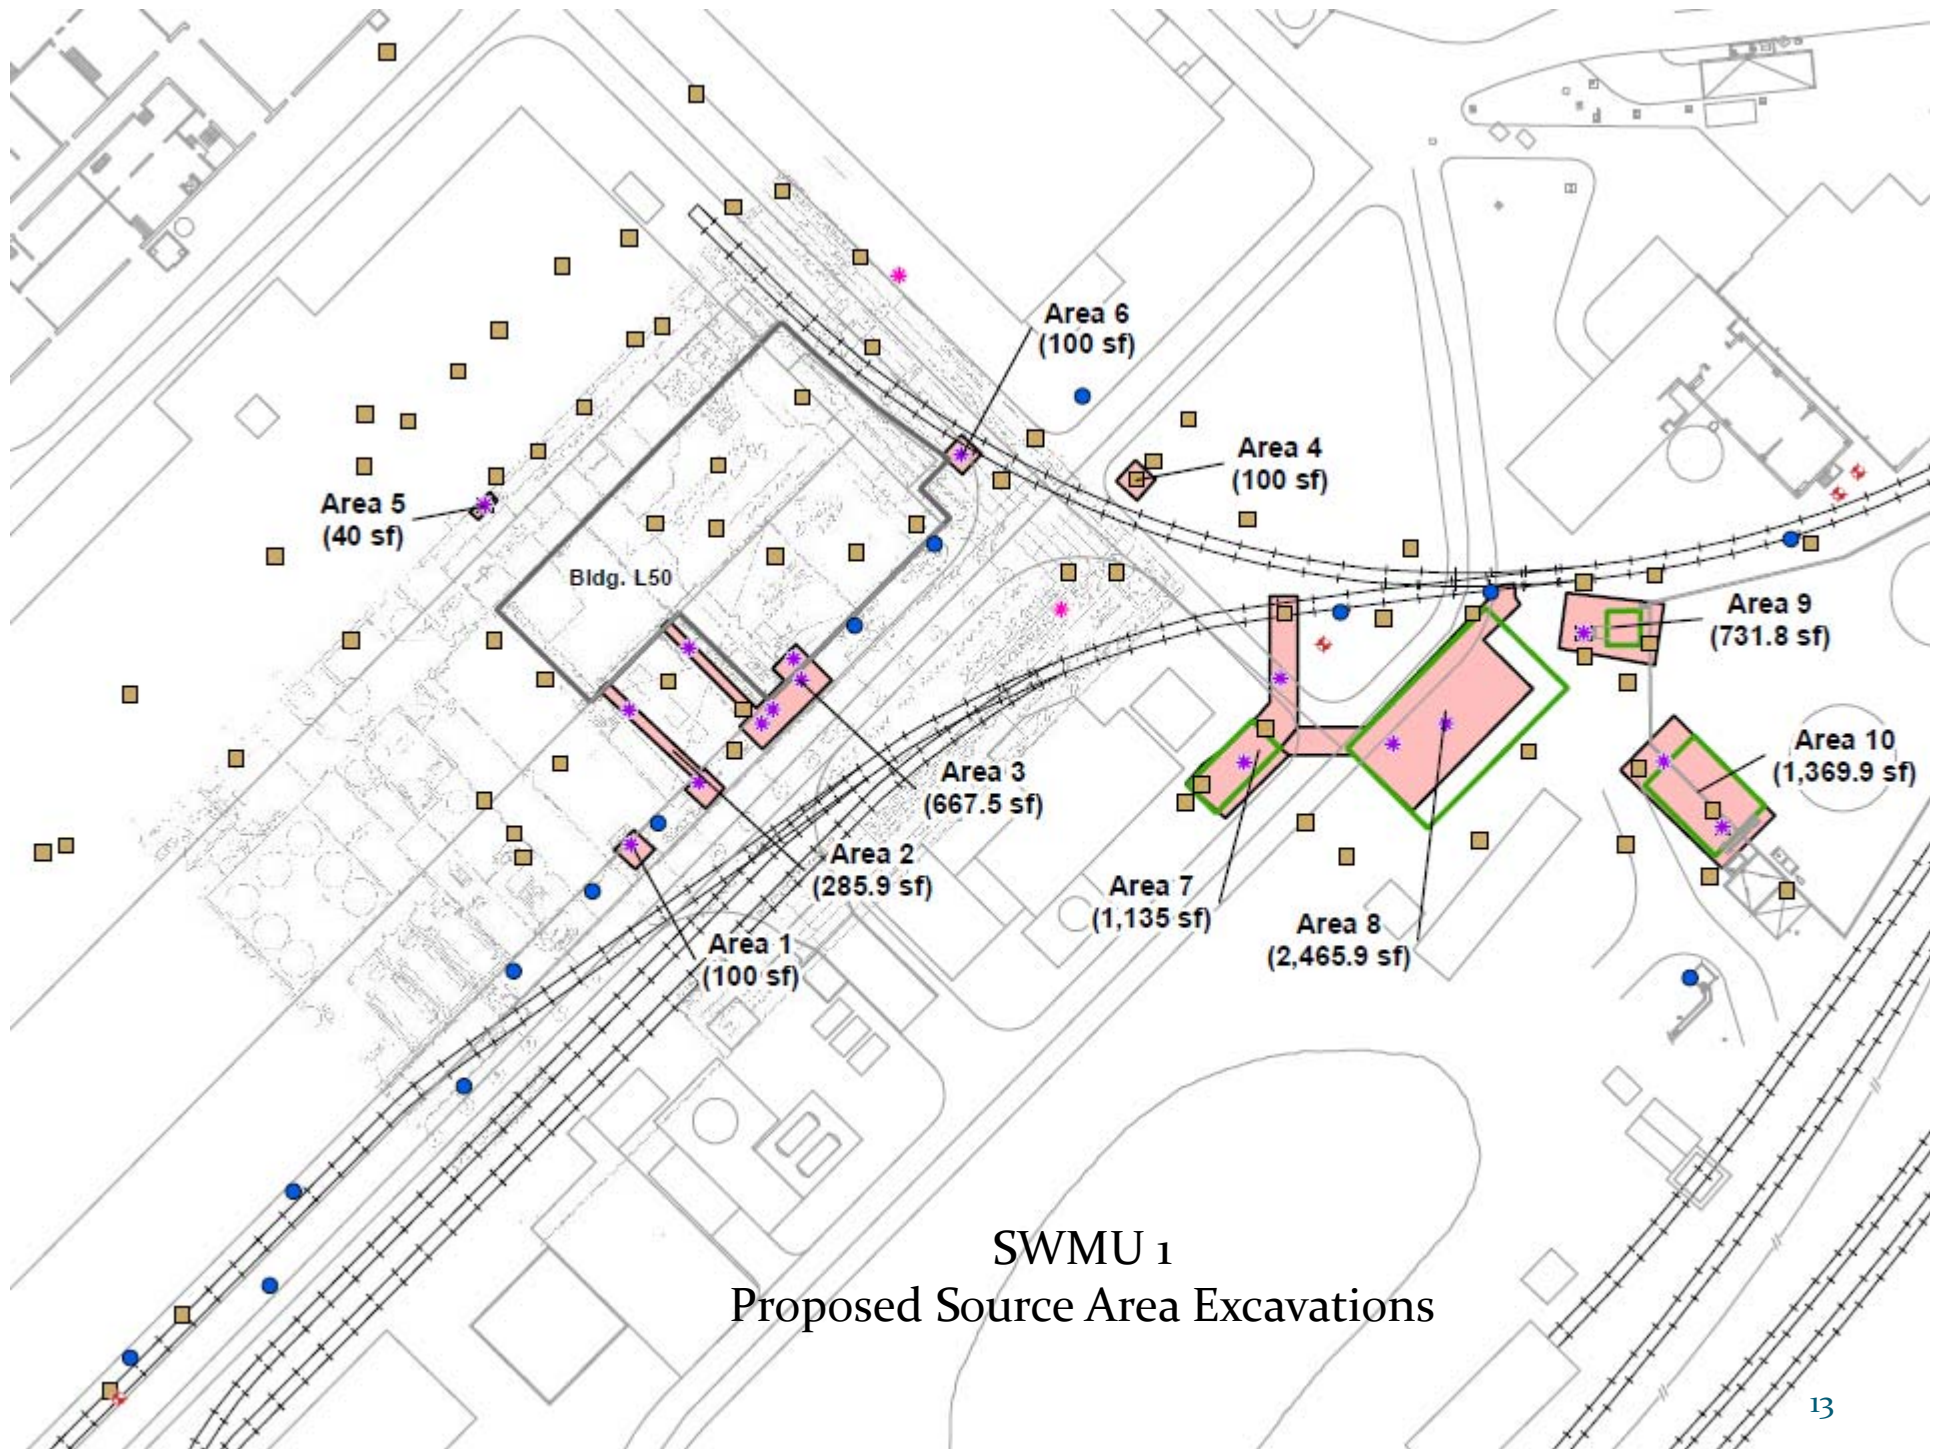 Area 6
(100 sf)
Area 4
(100 sf)
Area 5
(40 sf)
Bldg. L50
Area 9
(731.8 sf)
Area 10
(1,369.9 sf)
Area 3
(667.5 sf)
Area 2
(285.9 sf)
Area 7
(1,135 sf)
Area 8
(2,465.9 sf)
Area 1
(100 sf)
SWMU 1
Proposed Source Area Excavations
13